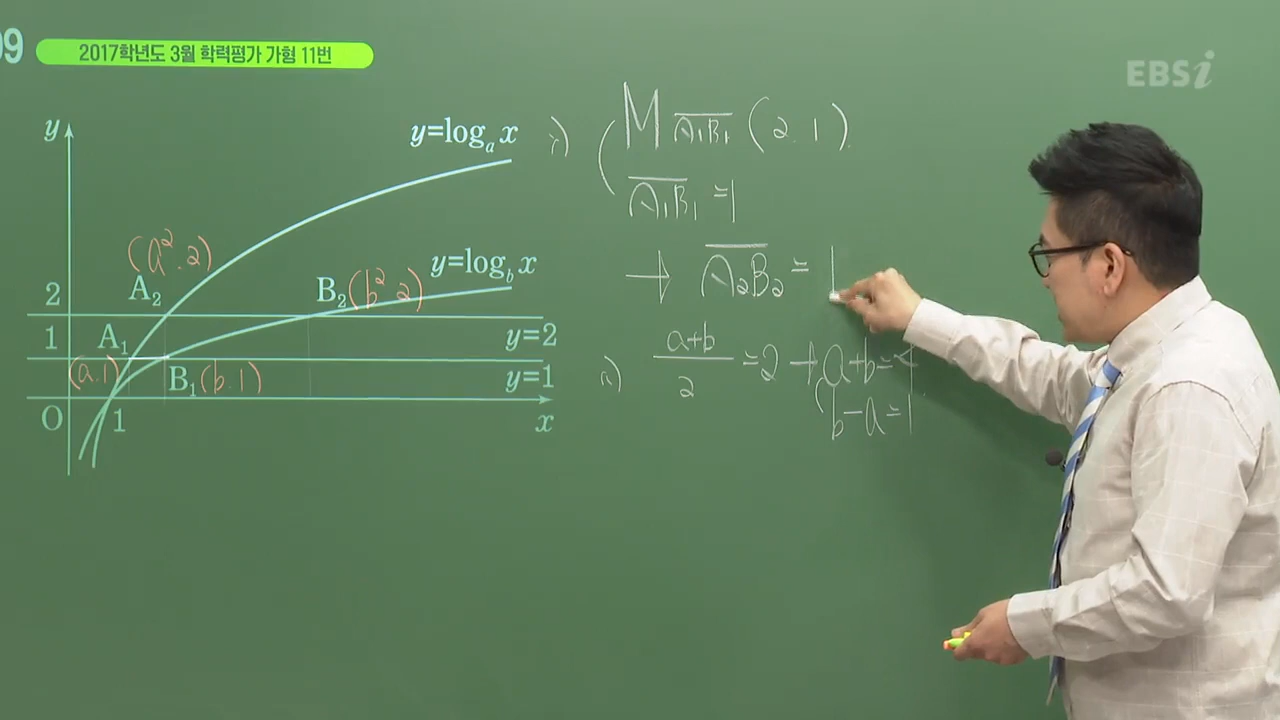 09
2017학년도 3월 학력평가 가형 11번
EBSi
y
y=logₐx
(a². 2)
A₂
y=log_b x
B₂(b² 2)
2
y=2
1
A₁
(a.1)
B₁(b.1)
y=1
O
1
x
i) M A₁B₁ (2. 1)
A₁B₁ = 1
→ A₂B₂ =
ii) a+b/2 = 2 → a+b=4
b-a=1